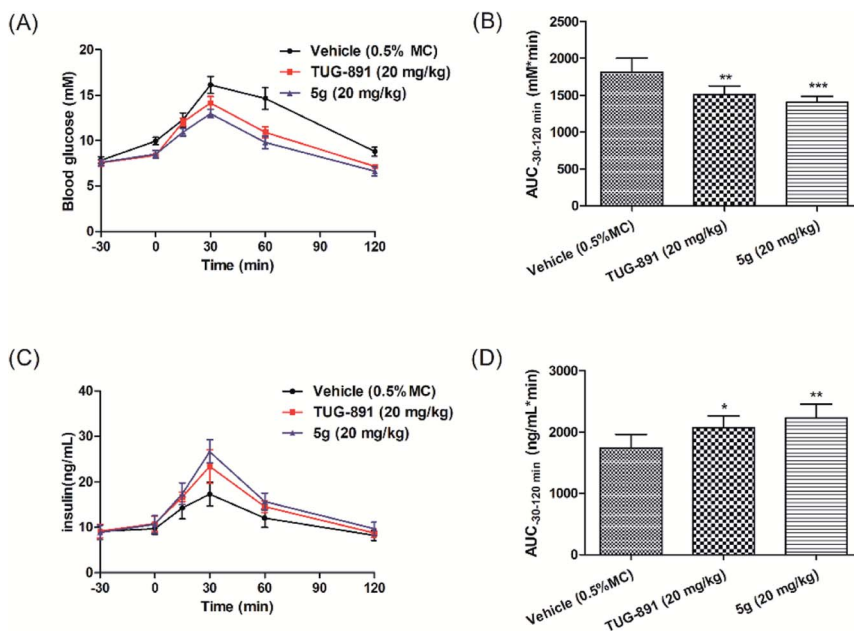 (A)
Blood glucose (mM)
20
15
10
5
0
-30 0 30 60 90 120
Time (min)
Vehicle (0.5% MC)
TUG-891 (20 mg/kg)
5g (20 mg/kg)
(B)
AUC-30-120 min (mM*min)
2500
2000
1500
1000
500
0
**
***
Vehicle (0.5%MC)
TUG-891 (20 mg/kg)
5g (20 mg/kg)
(C)
insulin(ng/mL)
40
30
20
10
0
-30 0 30 60 90 120
Time (min)
Vehicle (0.5%MC)
TUG-891 (20 mg/kg)
5g (20 mg/kg)
(D)
AUC-30-120 min (ng/mL*min)
3000
2000
1000
0
*
**
Vehicle (0.5%MC)
TUG-891 (20 mg/kg)
5g (20 mg/kg)